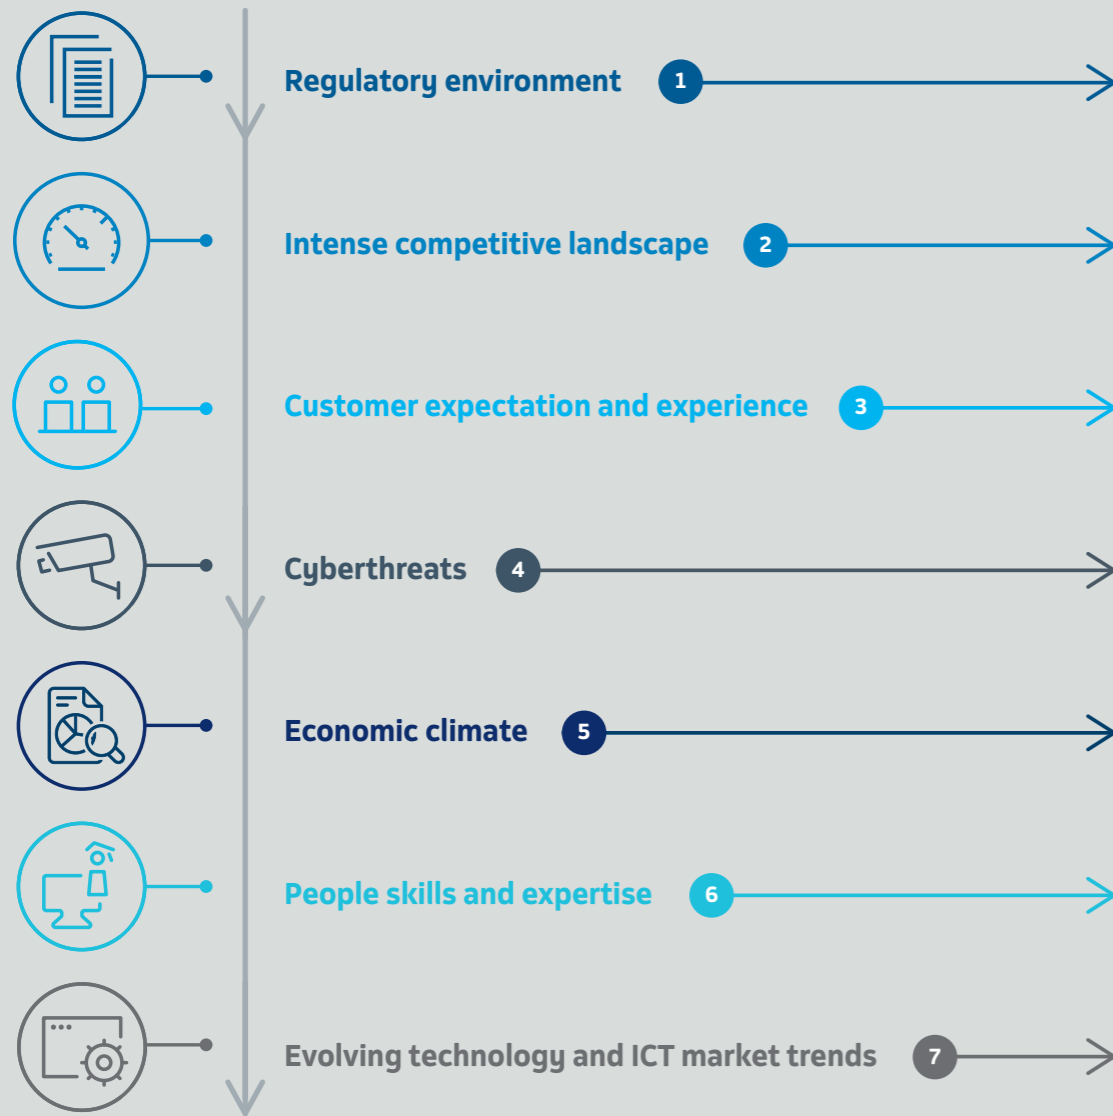 Regulatory environment 1
Intense competitive landscape 2
Customer expectation and experience 3
Cyberthreats 4
Economic climate 5
People skills and expertise 6
Evolving technology and ICT market trends 7